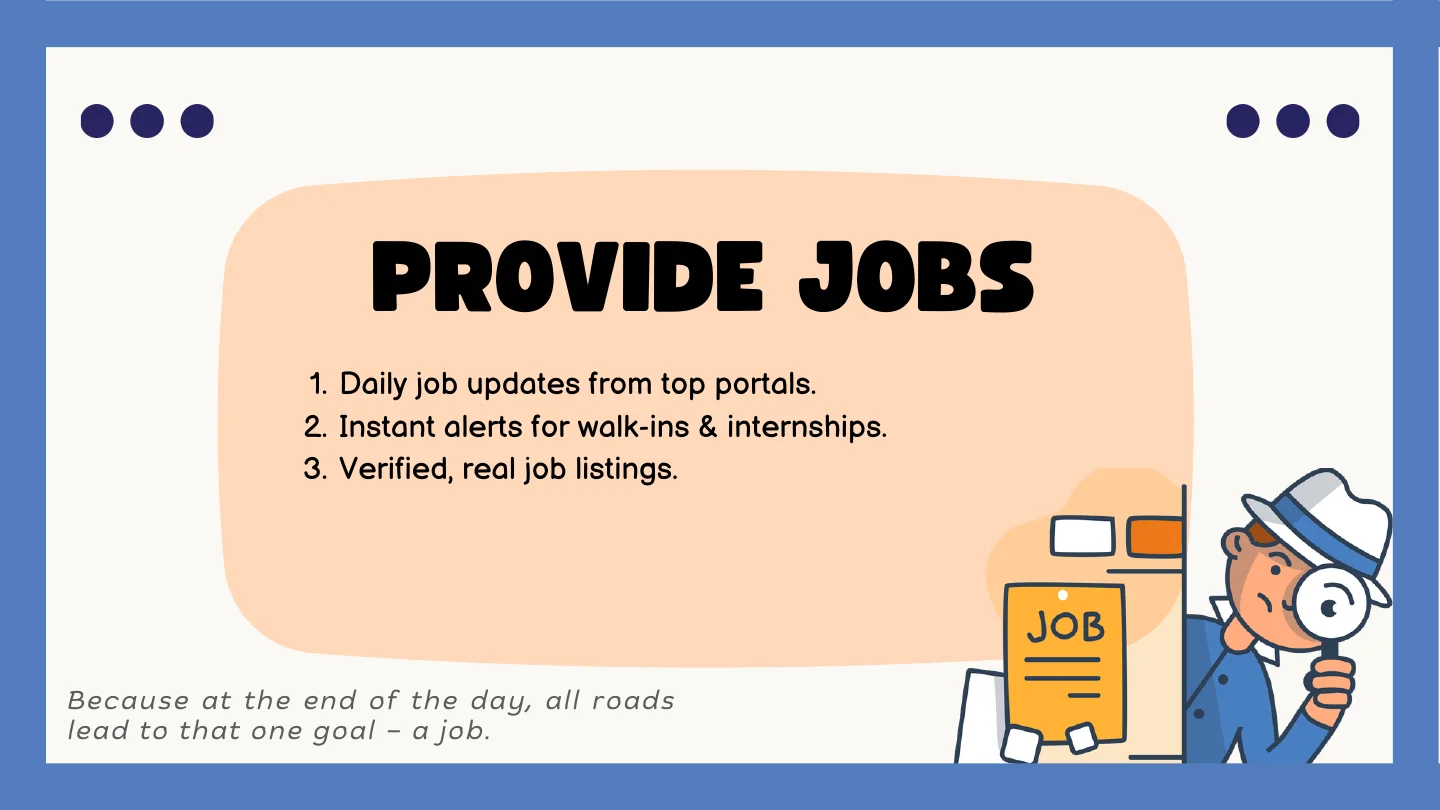 PROVIDE JOBS
1. Daily job updates from top portals.
2. Instant alerts for walk-ins & internships.
3. Verified, real job listings.
JOB
Because at the end of the day, all roads
lead to that one goal – a job.